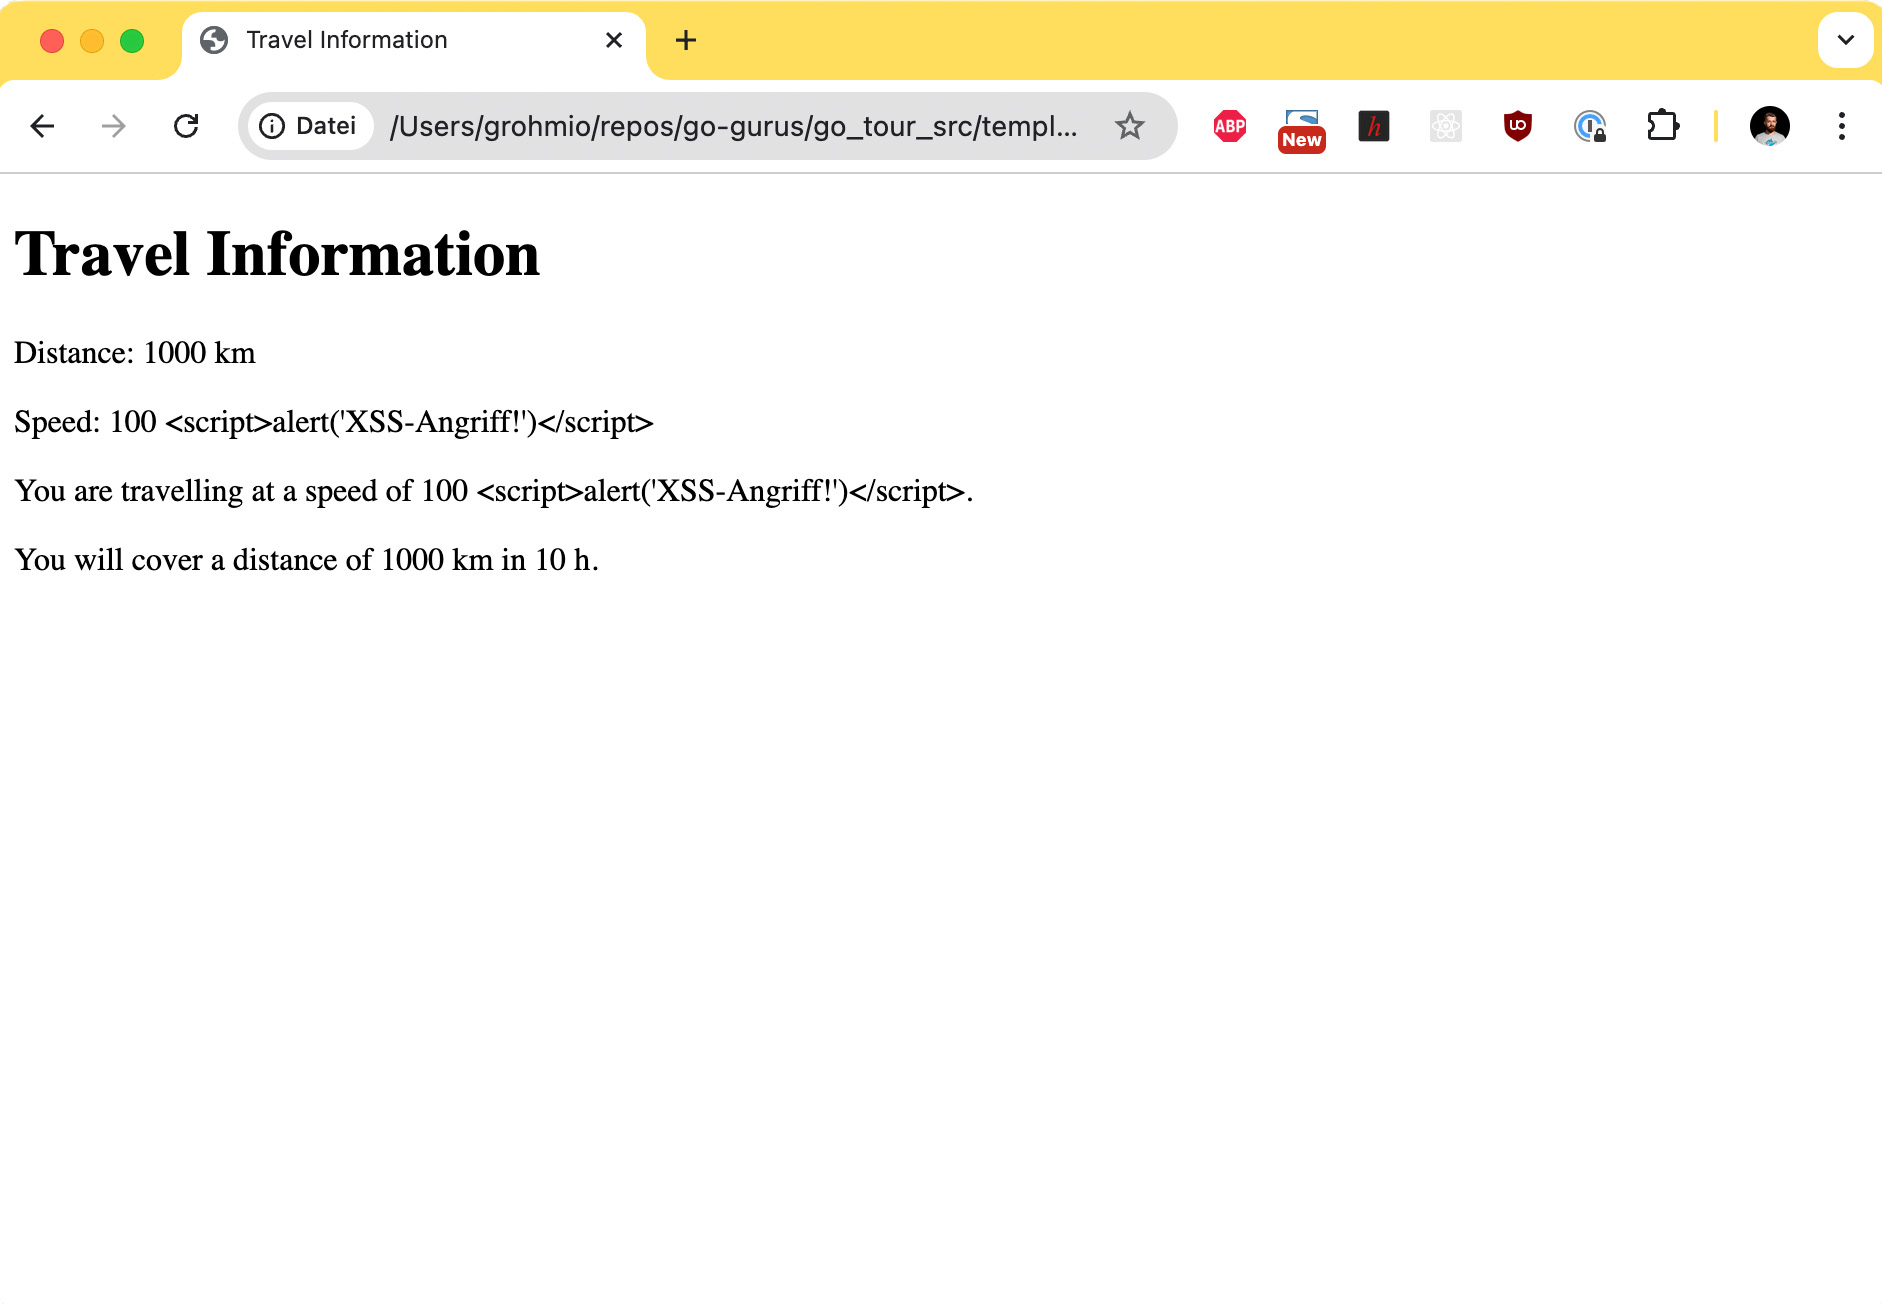 Travel Information
Datei /Users/grohmio/repos/go-gurus/go_tour_src/templ...
ABP
New
h
UO
Travel Information
Distance: 1000 km
Speed: 100 <script>alert('XSS-Angriff!')</script>
You are travelling at a speed of 100 <script>alert('XSS-Angriff!')</script>.
You will cover a distance of 1000 km in 10 h.